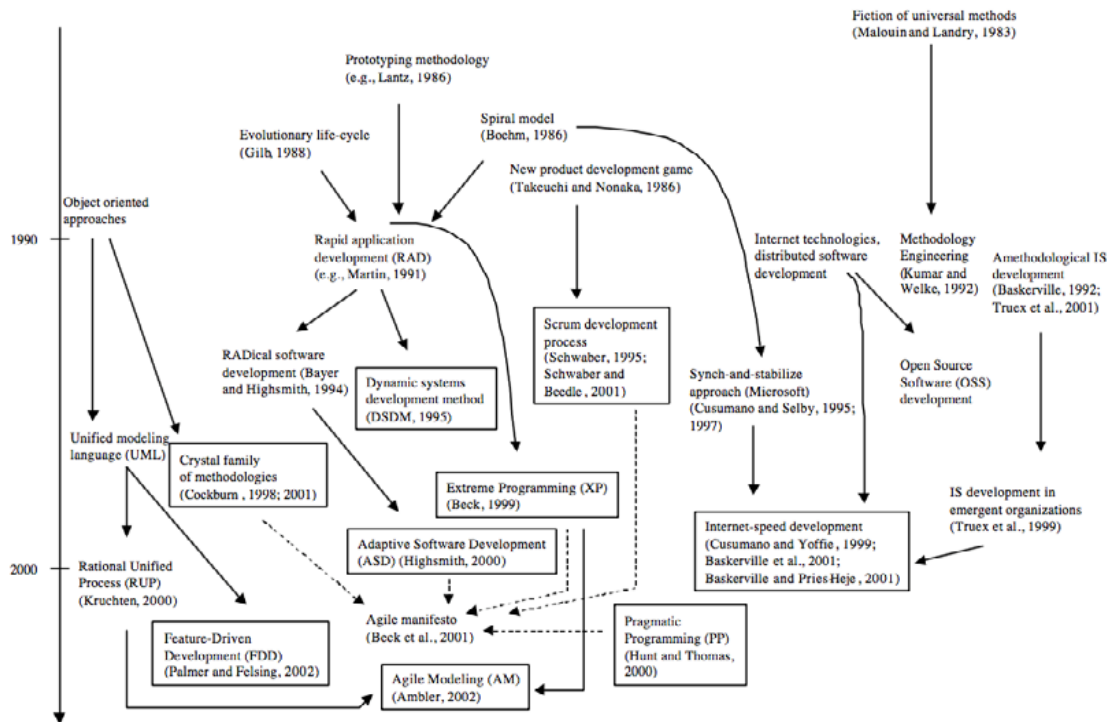 Fiction of universal methods
(Malouin and Landry, 1983)
Prototyping methodology
(e.g., Lantz, 1986)
Spiral model
(Boehm, 1986)
Evolutionary life-cycle
(Gilb, 1988)
New product development game
(Takeuchi and Nonaka, 1986)
Object oriented
approaches
1990
Rapid application
development (RAD)
(e.g., Martin, 1991)
Internet technologies,
distributed software
development
Methodology
Engineering
(Kumar and
Welke, 1992)
Amethodological IS
development
(Baskerville, 1992;
Truex et al., 2001)
RADical software
development (Bayer
and Highsmith, 1994)
Dynamic systems
development method
(DSDM, 1995)
Scrum development
process
(Schwaber, 1995;
Schwaber and
Beedle, 2001)
Synch-and-stabilize
approach (Microsoft)
(Cusumano and Selby, 1995;
1997)
Open Source
Software (OSS)
development
Unified modeling
language (UML)
Crystal family
of methodologies
(Cockburn, 1998; 2001)
Extreme Programming (XP)
(Beck, 1999)
IS development in
emergent organizations
(Truex et al., 1999)
Adaptive Software Development
(ASD) (Highsmith, 2000)
Internet-speed development
(Cusumano and Yoffie, 1999;
Baskerville et al., 2001;
Baskerville and Pries-Heje, 2001)
2000
Rational Unified
Process (RUP)
(Kruchten, 2000)
Agile manifesto
(Beck et al., 2001)
Pragmatic
Programming (PP)
(Hunt and Thomas,
2000)
Feature-Driven
Development (FDD)
(Palmer and Felsing, 2002)
Agile Modeling (AM)
(Ambler, 2002)